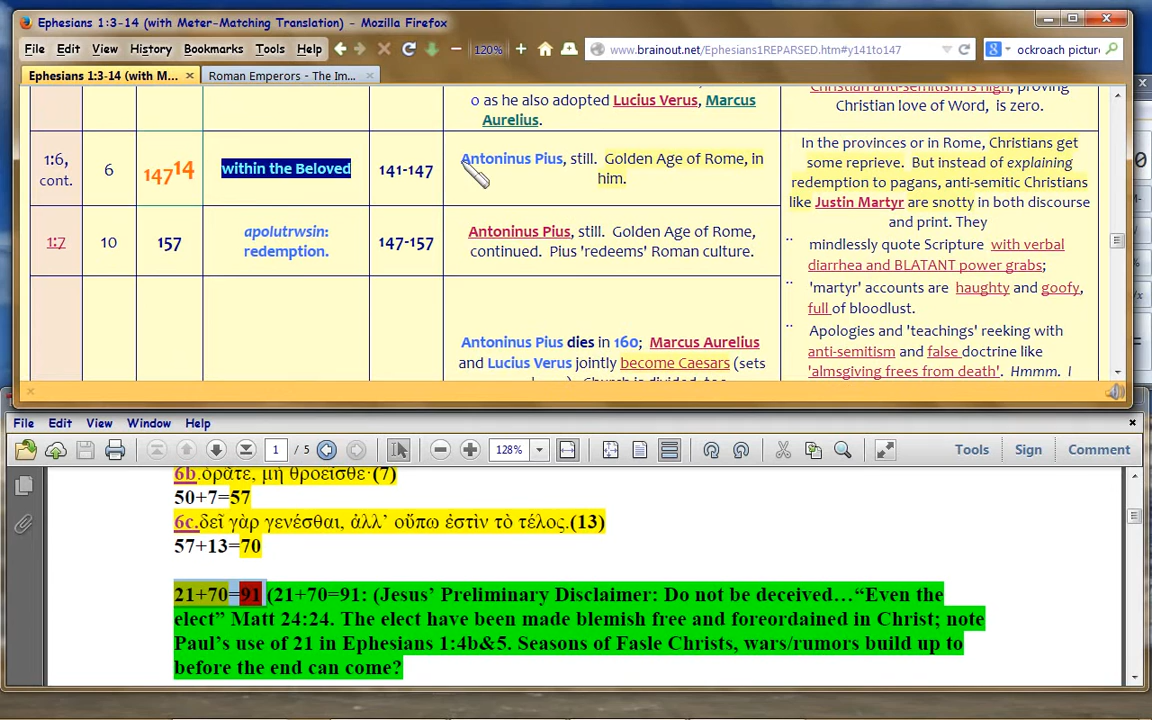 Ephesians 1:3-14 (with Meter-Matching Translation) - Mozilla Firefox
File Edit View History Bookmarks Tools Help
120%
www.brainout.net/Ephesians1REPARSED.htm#y141to147
ockroach picture
Ephesians 1:3-14 (with M... ×
Roman Emperors - The Im... ×
o as he also adopted Lucius Verus, Marcus
Aurelius.
Christian anti-semitism is high, proving
Christian love of Word, is zero.
1:6,
cont.
6
147 14
within the Beloved
141-147
Antoninus Pius, still. Golden Age of Rome, in
him.
In the provinces or in Rome, Christians get
some reprieve. But instead of explaining
redemption to pagans, anti-semitic Christians
like Justin Martyr are snotty in both discourse
and print. They
1:7
10
157
apolutrwsin:
redemption.
147-157
Antoninus Pius, still. Golden Age of Rome,
continued. Pius 'redeems' Roman culture.
mindlessly quote Scripture with verbal
diarrhea and BLATANT power grabs;
'martyr' accounts are haughty and goofy,
full of bloodlust.
Apologies and 'teachings' reeking with
anti-semitism and false doctrine like
'almsgiving frees from death'. Hmmm. I
Antoninus Pius dies in 160; Marcus Aurelius
and Lucius Verus jointly become Caesars (sets
File Edit View Window Help
1 / 5
128%
Tools Sign Comment
6b.ὁρᾶτε, μὴ θροεῖσθε·(7)
50+7=57
6c.δεῖ γὰρ γενέσθαι, ἀλλ’ οὔπω ἐστὶν τὸ τέλος.(13)
57+13=70
21+70=91 (21+70=91: (Jesus’ Preliminary Disclaimer: Do not be deceived…“Even the
elect” Matt 24:24. The elect have been made blemish free and foreordained in Christ; note
Paul’s use of 21 in Ephesians 1:4b&5. Seasons of Fasle Christs, wars/rumors build up to
before the end can come?